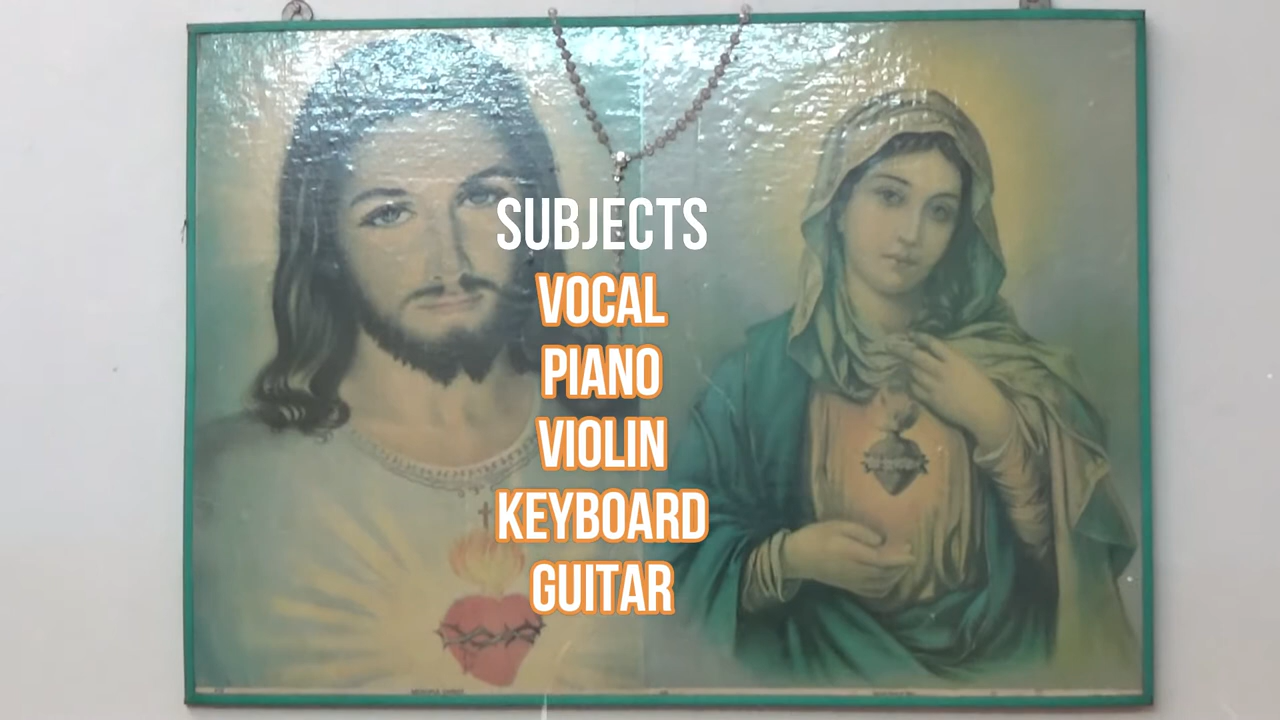 SUBJECTS
VOCAL
PIANO
VIOLIN
KEYBOARD
GUITAR